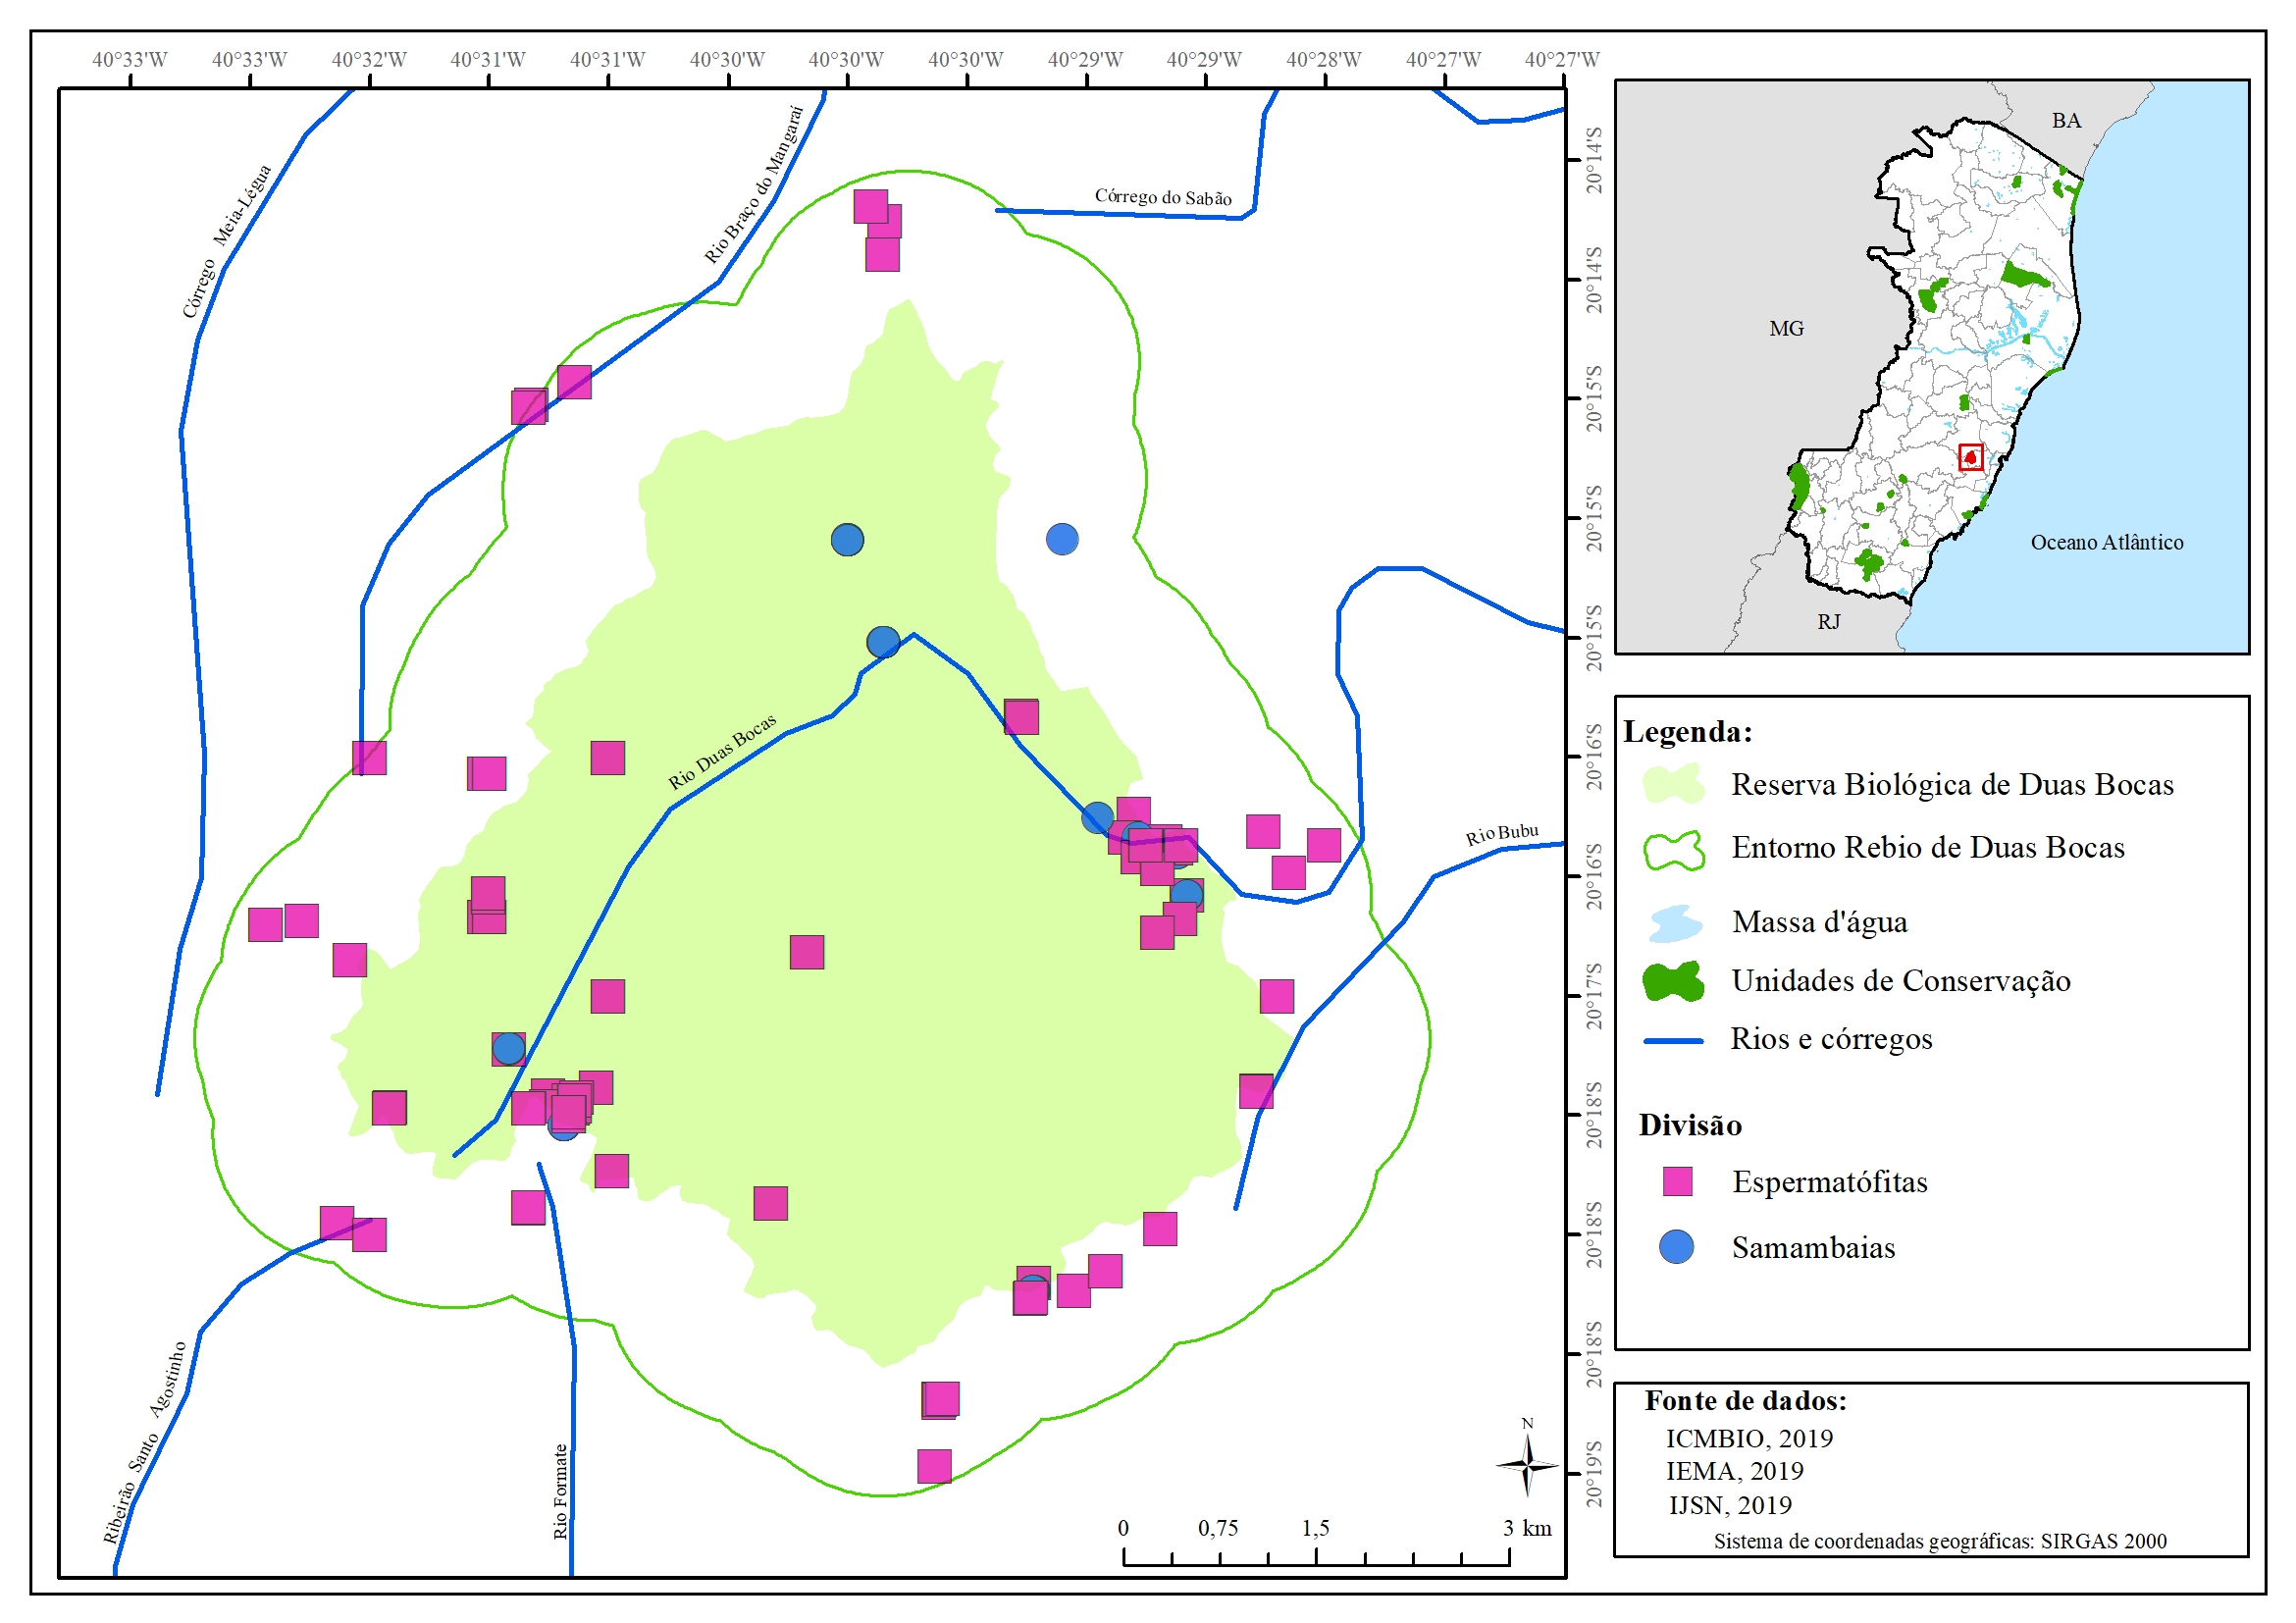 40°33'W 40°33'W 40°32'W 40°31'W 40°31'W 40°30'W 40°30'W 40°30'W 40°29'W 40°29'W 40°28'W 40°27'W 40°27'W
Córrego Meia-Légua
Rio Braço do Mangaraí
Córrego do Sabão
Rio Duas Bocas
Rio Bubu
Ribeirão Santo Agostinho
Rio Formate
20°14'S
20°14'S
20°15'S
20°15'S
20°15'S
20°16'S
20°16'S
20°17'S
20°18'S
20°18'S
20°18'S
20°19'S
N
0 0,75 1,5 3 km
BA
MG
Oceano Atlântico
RJ
Legenda:
Reserva Biológica de Duas Bocas
Entorno Rebio de Duas Bocas
Massa d'água
Unidades de Conservação
Rios e córregos
Divisão
Espermatófitas
Samambaias
Fonte de dados:
ICMBIO, 2019
IEMA, 2019
IJSN, 2019
Sistema de coordenadas geográficas: SIRGAS 2000